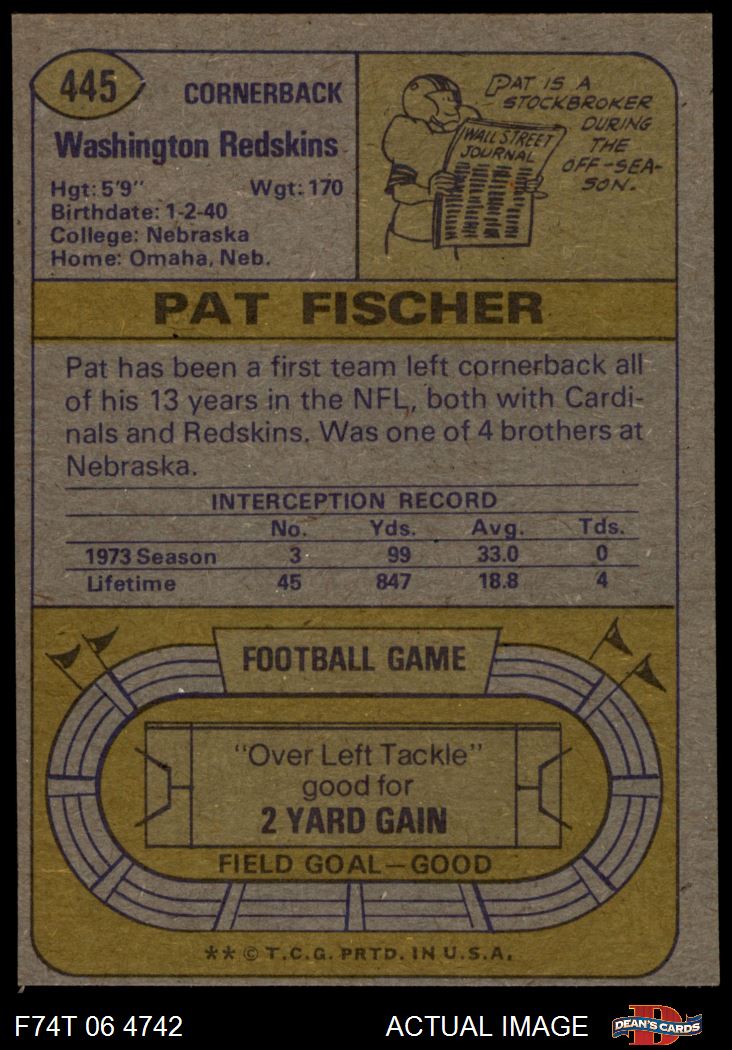 445
CORNERBACK
Washington Redskins
Hgt: 5'9" Wgt: 170
Birthdate: 1-2-40
College: Nebraska
Home: Omaha, Neb.
PAT IS A
STOCKBROKER
DURING
THE
OFF-SEA-
SON.
WALL STREET
JOURNAL
PAT FISCHER
Pat has been a first team left cornerback all
of his 13 years in the NFL, both with Cardi-
nals and Redskins. Was one of 4 brothers at
Nebraska.
INTERCEPTION RECORD
No. Yds. Avg. Tds.
1973 Season 3 99 33.0 0
Lifetime 45 847 18.8 4
FOOTBALL GAME
"Over Left Tackle"
good for
2 YARD GAIN
FIELD GOAL—GOOD
** © T.C.G. PRTD. IN U.S.A.
F74T 06 4742 ACTUAL IMAGE
D
DEAN'S CARDS